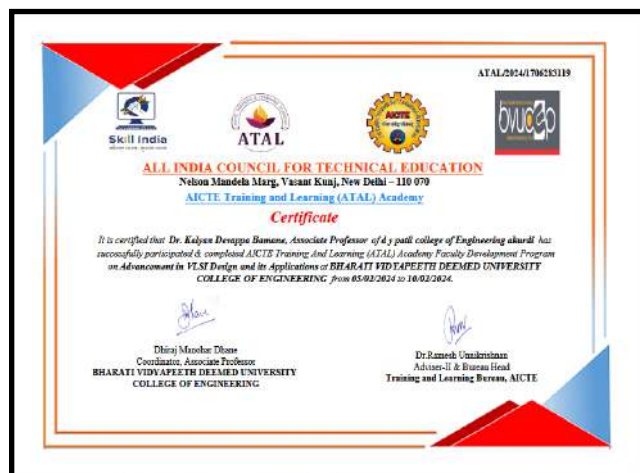 ATAL/2024/1706283119
Skill India
ATAL
AICTE
bvucoep
ALL INDIA COUNCIL FOR TECHNICAL EDUCATION
Nelson Mandela Marg, Vasant Kunj, New Delhi – 110 070
AICTE Training and Learning (ATAL) Academy
Certificate
It is certified that Dr. Kalyan Devappa Bamane, Associate Professor of d y patil college of Engineering akurdi has
successfully participated & completed AICTE Training And Learning (ATAL) Academy Faculty Development Program
on Advancement in VLSI Design and its Applications at BHARATI VIDYAPEETH DEEMED UNIVERSITY
COLLEGE OF ENGINEERING from 05/02/2024 to 10/02/2024.
Dhiraj Manohar Dhane
Coordinator, Associate Professor
BHARATI VIDYAPEETH DEEMED UNIVERSITY
COLLEGE OF ENGINEERING
Dr.Ramesh Unnikrishnan
Adviser-II & Bureau Head
Training and Learning Bureau, AICTE